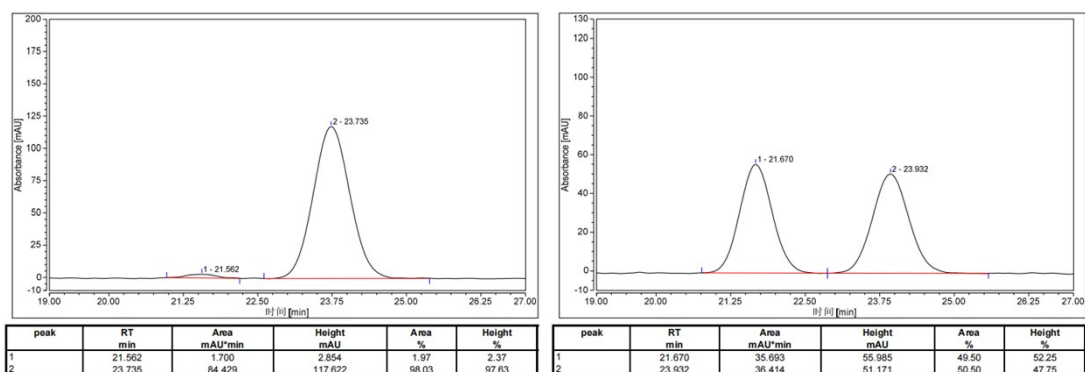 200
175
150
125
100
75
50
25
0
-10
Absorbance [mAU]
1 - 21.562
2 - 23.735
19.00 20.00 21.25 22.50 23.75 25.00 26.25 27.00
[min]
peak RT Area Height Area Height
min mAU*min mAU % %
1 21.562 1.700 2.854 1.97 2.37
2 23.735 84.429 117.622 98.03 97.63
130
120
100
80
60
40
20
0
-10
Absorbance [mAU]
1 - 21.670
2 - 23.932
19.00 20.00 21.25 22.50 23.75 25.00 26.25 27.00
[min]
peak RT Area Height Area Height
min mAU*min mAU % %
1 21.670 35.693 55.985 49.50 52.25
2 23.932 36.414 51.171 50.50 47.75